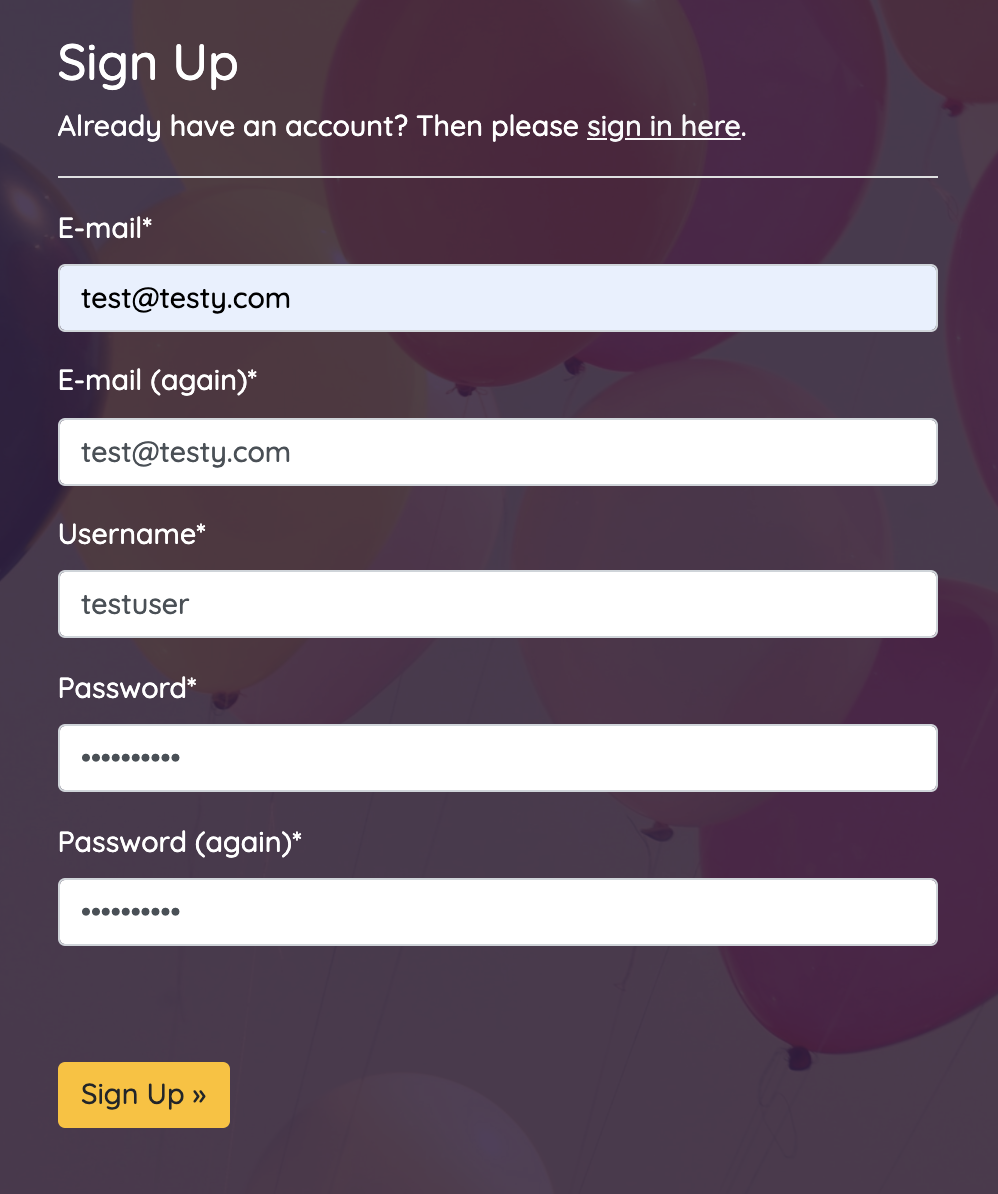 Sign Up
Already have an account? Then please sign in here.
E-mail*
test@testy.com
E-mail (again)*
test@testy.com
Username*
testuser
Password*
••••••••••
Password (again)*
••••••••••
Sign Up »